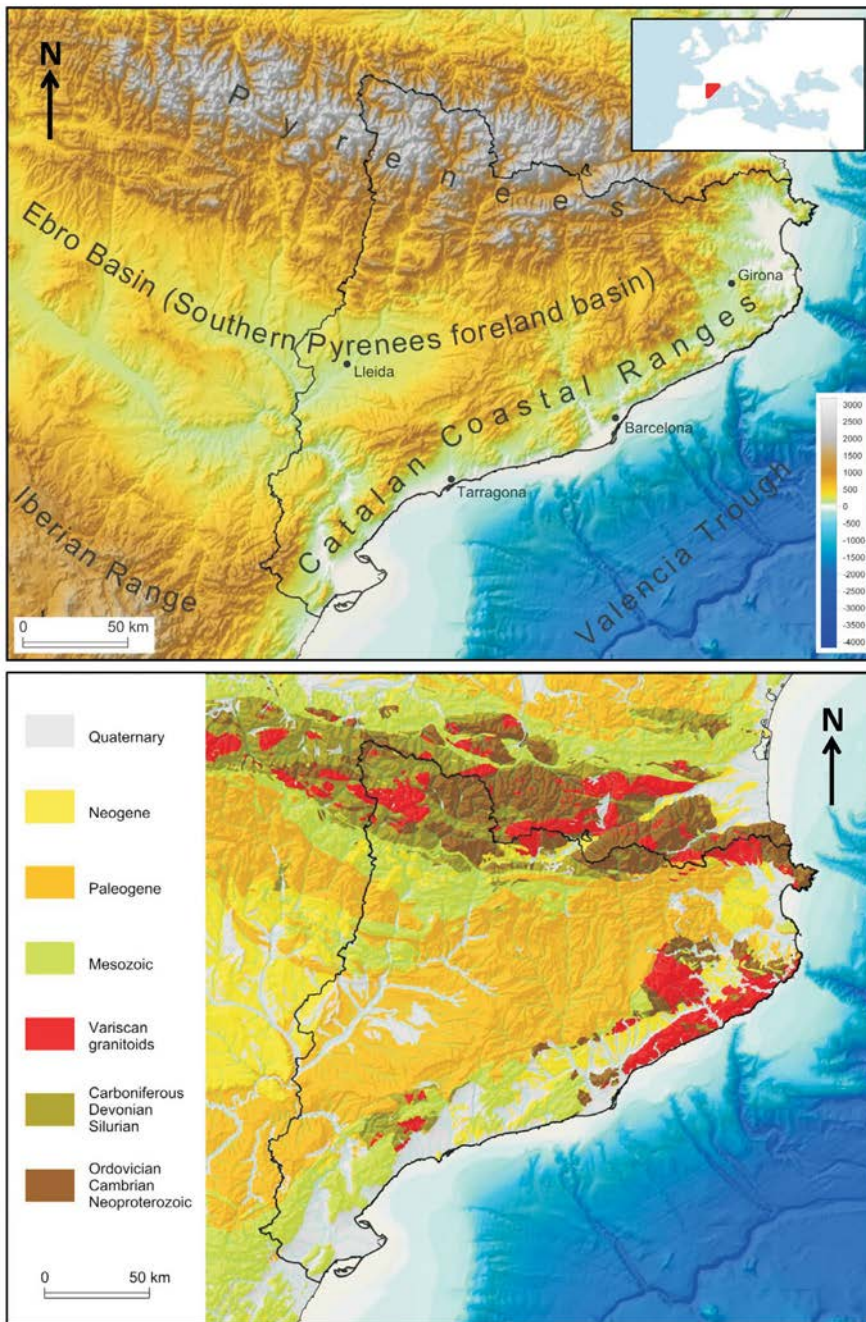 N
Pyrenees
Ebro Basin (Southern Pyrenees foreland basin)
Girona
Lleida
Catalan Coastal Ranges
Barcelona
Tarragona
Iberian Range
Valencia Trough
3200
2500
2000
1500
1000
500
0
-500
-1000
-1500
-2000
-2500
-3000
-3500
-4000
0 50 km
N
Quaternary
Neogene
Paleogene
Mesozoic
Variscan
granitoids
Carboniferous
Devonian
Silurian
Ordovician
Cambrian
Neoproterozoic
0 50 km